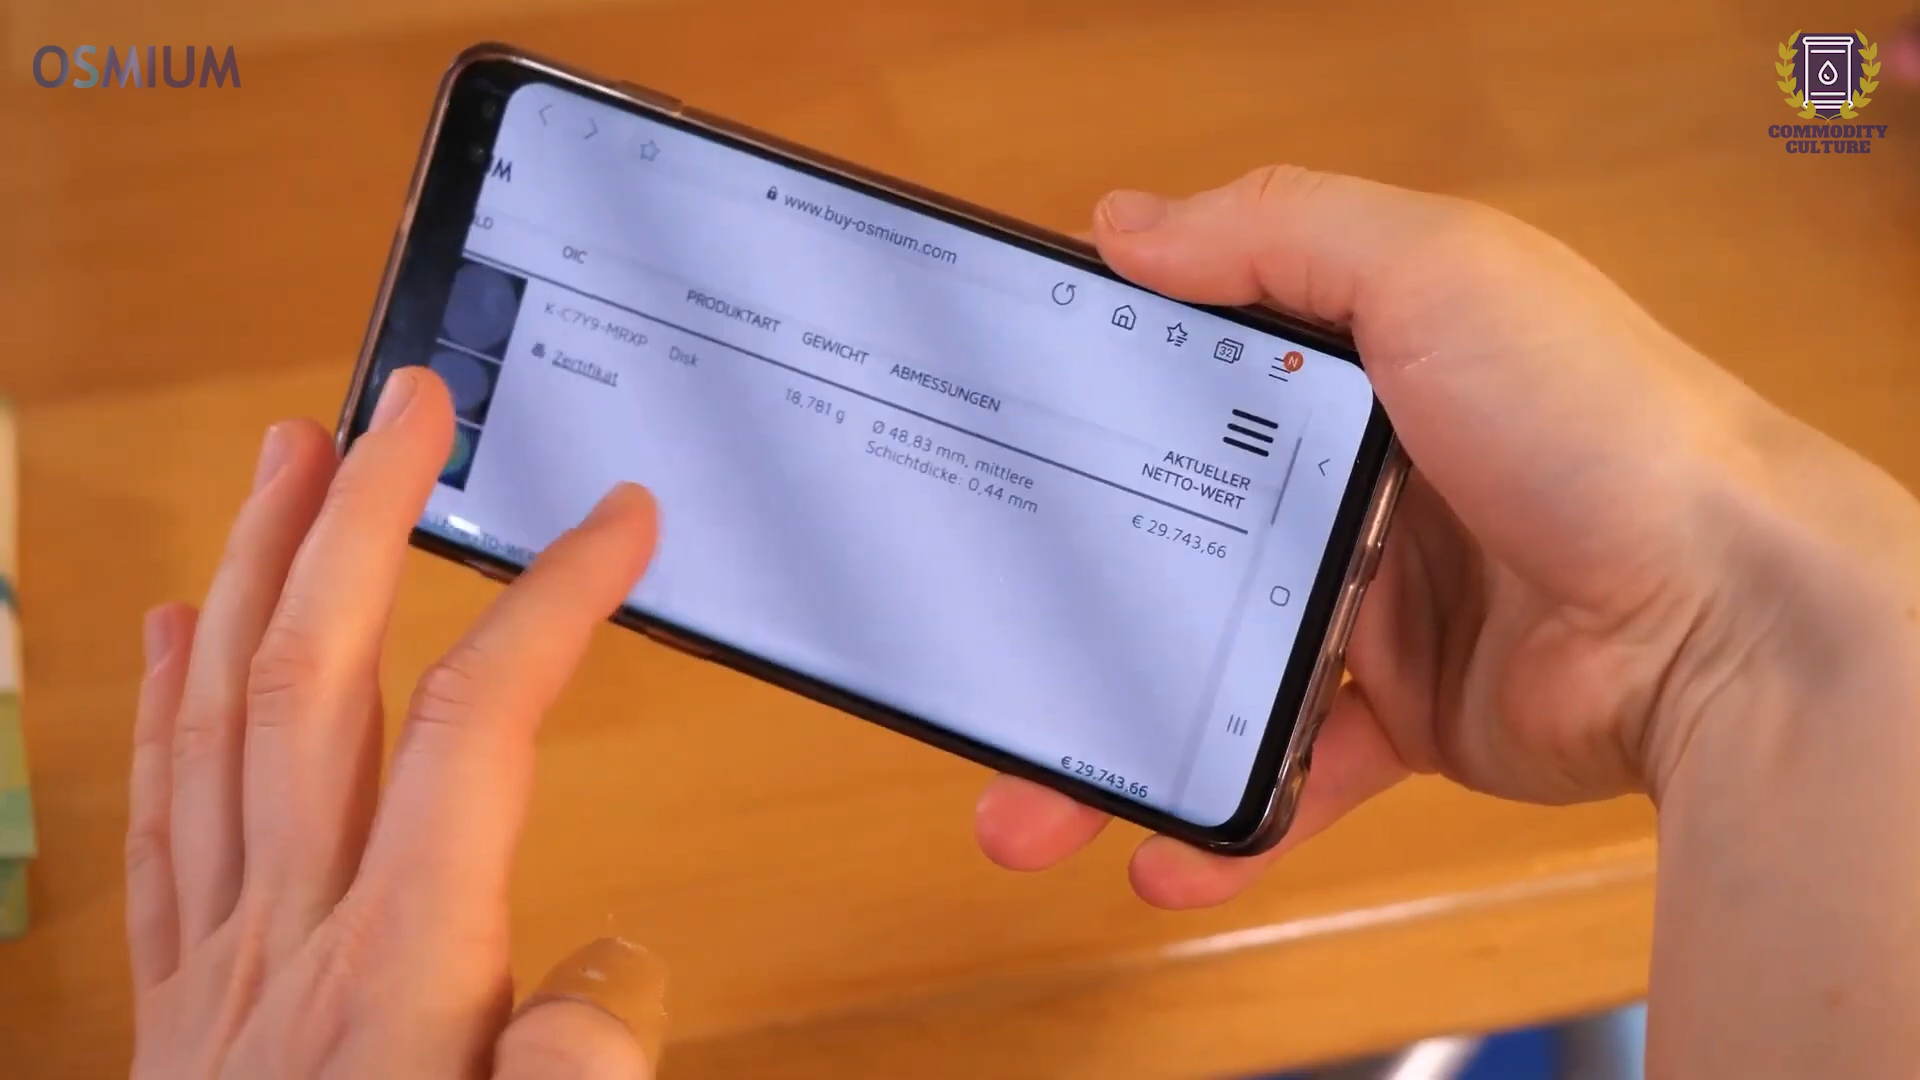 OSMIUM
COMMODITY
CULTURE
www.buy-osmium.com
OIC
PRODUKTART
GEWICHT
ABMESSUNGEN
AKTUELLER
NETTO-WERT
K-C7Y9-MRXP
Zertifikat
Disk
18,781 g
Ø 48,83 mm, mittlere
Schichtdicke: 0,44 mm
€ 29.743,66
€ 29.743,66
32
N